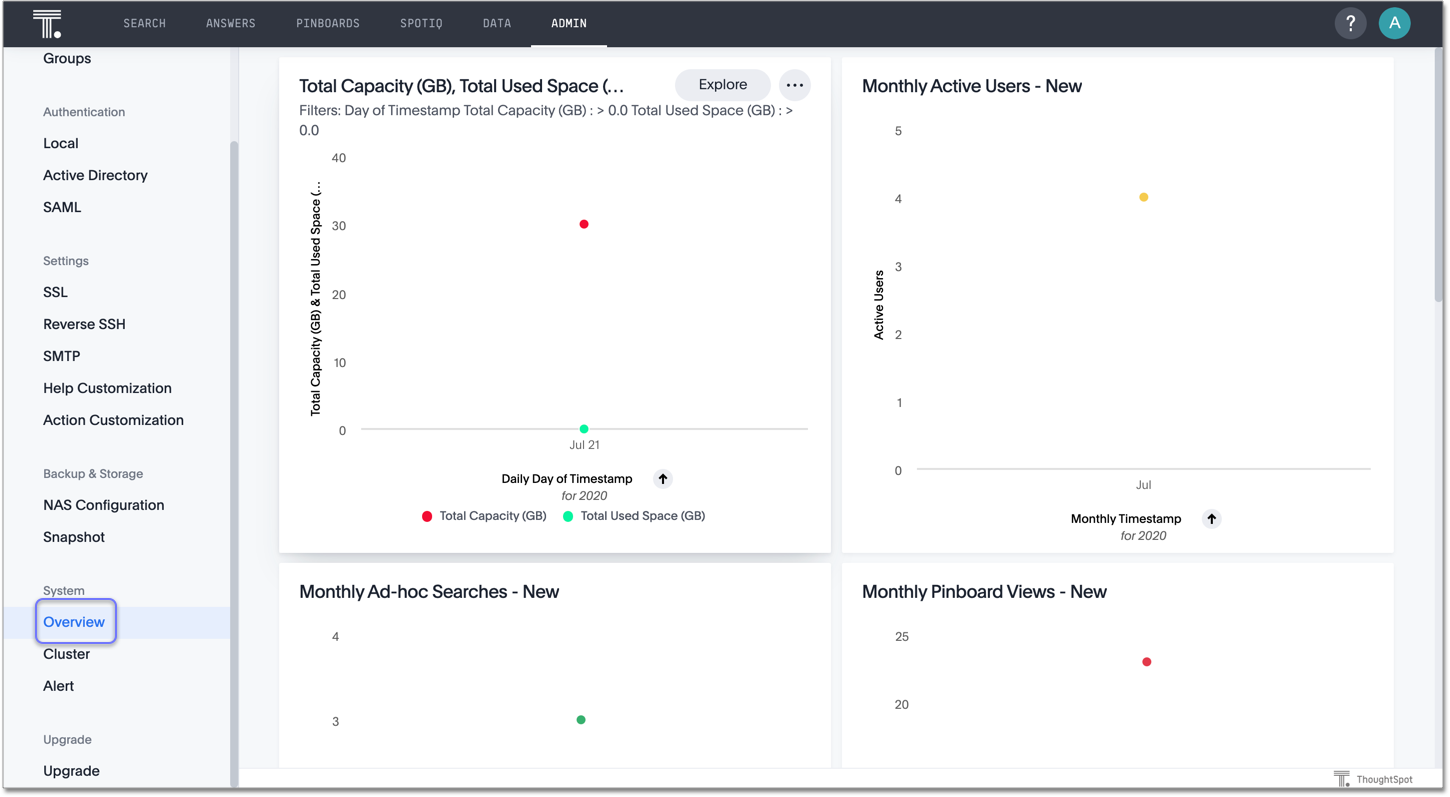 SEARCH
ANSWERS
PINBOARDS
SPOTIQ
DATA
ADMIN
?
A
Groups
Authentication
Local
Active Directory
SAML
Settings
SSL
Reverse SSH
SMTP
Help Customization
Action Customization
Backup & Storage
NAS Configuration
Snapshot
System
Overview
Cluster
Alert
Upgrade
Upgrade
Total Capacity (GB), Total Used Space (...
Explore
Filters: Day of Timestamp Total Capacity (GB) : > 0.0 Total Used Space (GB) : >
0.0
Total Capacity (GB) & Total Used Space (...
40
30
20
10
0
Jul 21
Daily Day of Timestamp
for 2020
Total Capacity (GB)
Total Used Space (GB)
Monthly Active Users - New
Active Users
5
4
3
2
1
0
Jul
Monthly Timestamp
for 2020
Monthly Ad-hoc Searches - New
4
3
Monthly Pinboard Views - New
25
20
ThoughtSpot